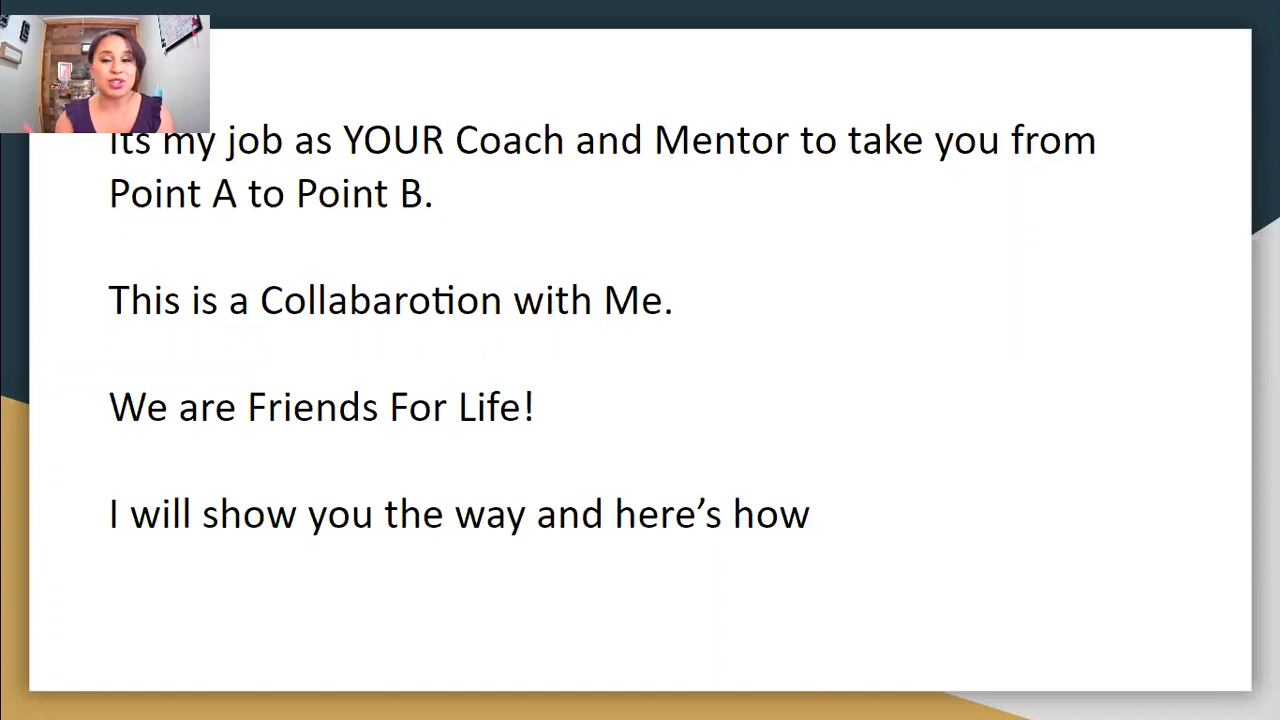 Its my job as YOUR Coach and Mentor to take you from
Point A to Point B.
This is a Collabarotion with Me.
We are Friends For Life!
I will show you the way and here’s how